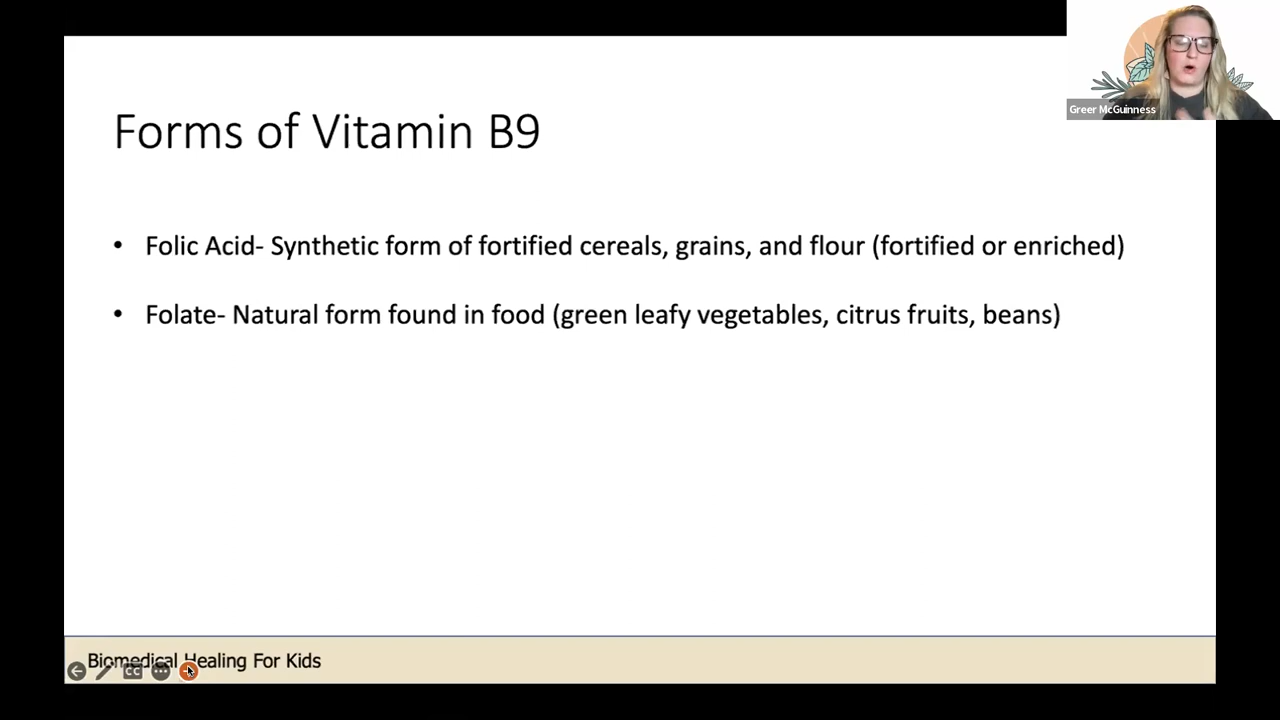 Greer McGuinness
Forms of Vitamin B9
• Folic Acid- Synthetic form of fortified cereals, grains, and flour (fortified or enriched)
• Folate- Natural form found in food (green leafy vegetables, citrus fruits, beans)
Biomedical Healing For Kids
CC